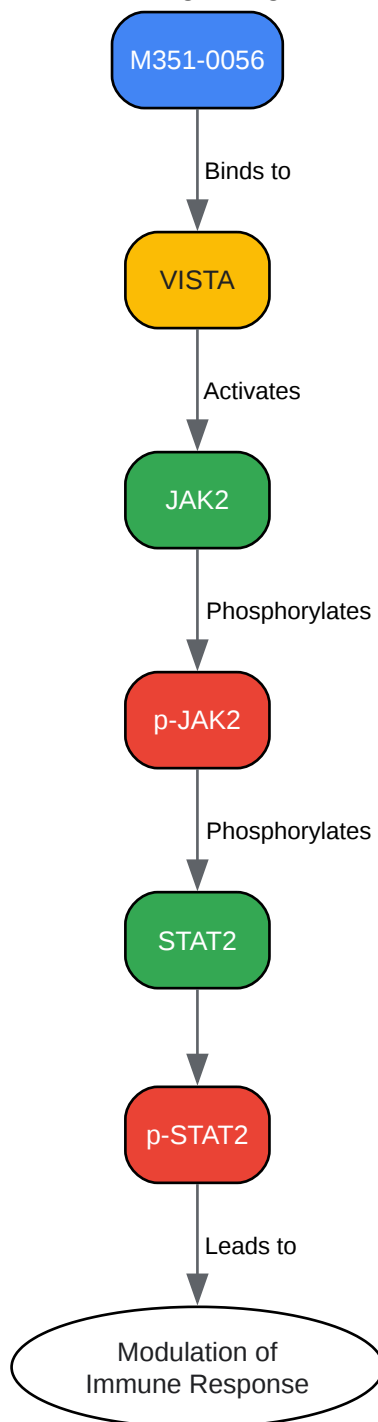 M351-0056
Binds to
VISTA
Activates
JAK2
Phosphorylates
p-JAK2
Phosphorylates
STAT2
p-STAT2
Leads to
Modulation of
Immune Response